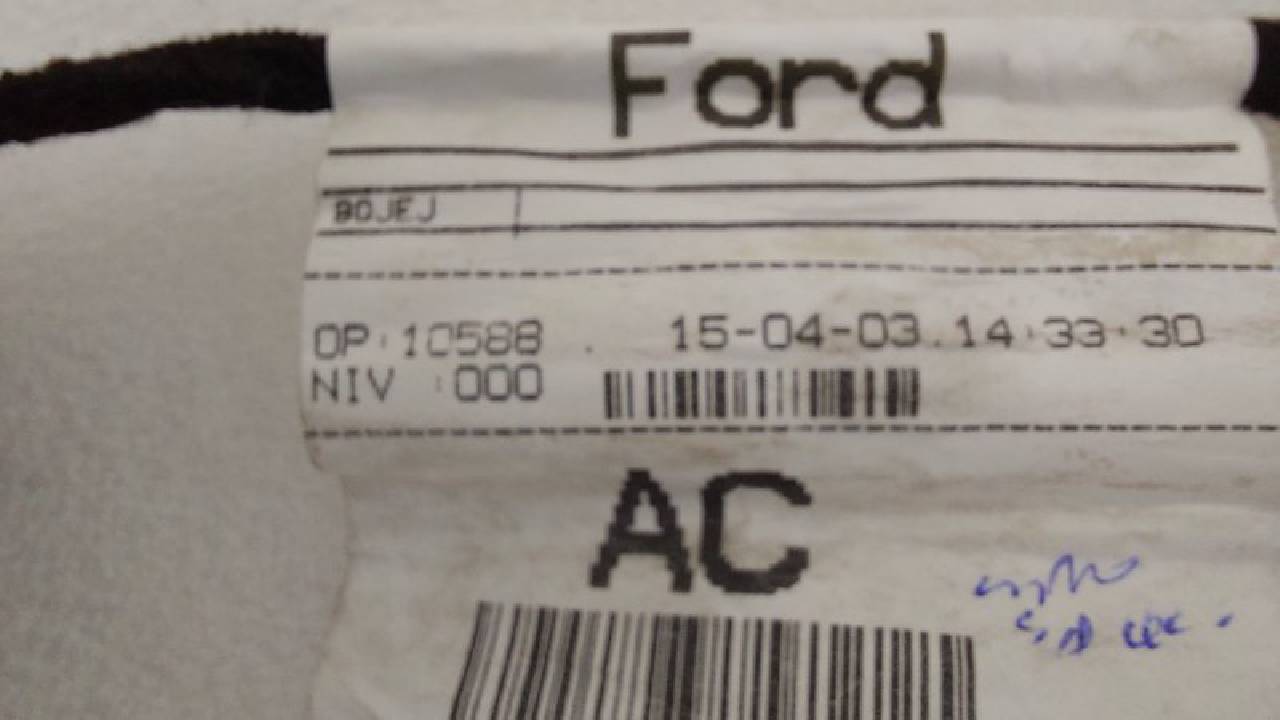 Ford
BOJEJ
OP:10588 . 15-04-03.14:33:30
NIV :000
AC